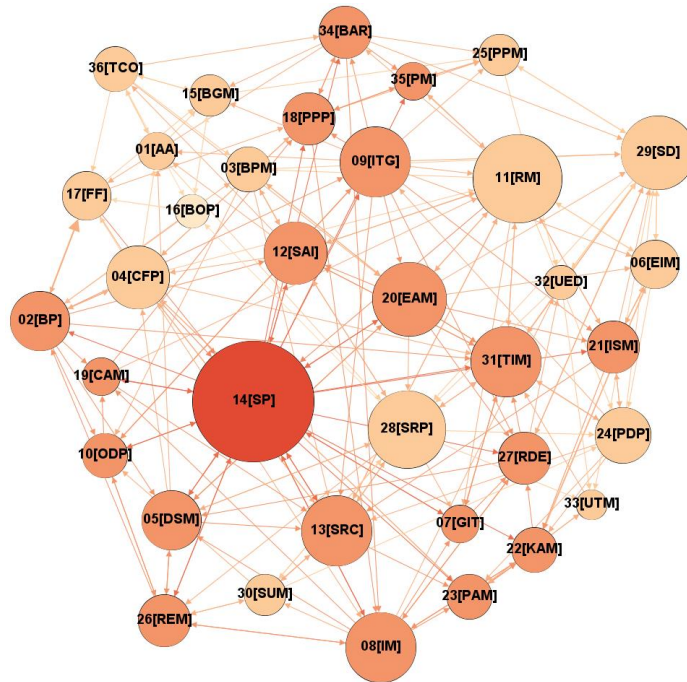 34[BAR]
25[PPM]
36[TCO]
35[PM]
15[BGM]
18[PPP]
01[AA]
29[SD]
03[BPM]
09[ITG]
11[RM]
17[FF]
16[BOP]
12[SAI]
06[EIM]
04[CFP]
32[UED]
20[EAM]
02[BP]
21[ISM]
31[TIM]
19[CAM]
14[SP]
28[SRP]
24[PDP]
10[ODP]
27[RDE]
33[UTM]
05[DSM]
07[GIT]
13[SRC]
22[KAM]
30[SUM]
23[PAM]
26[REM]
08[IM]